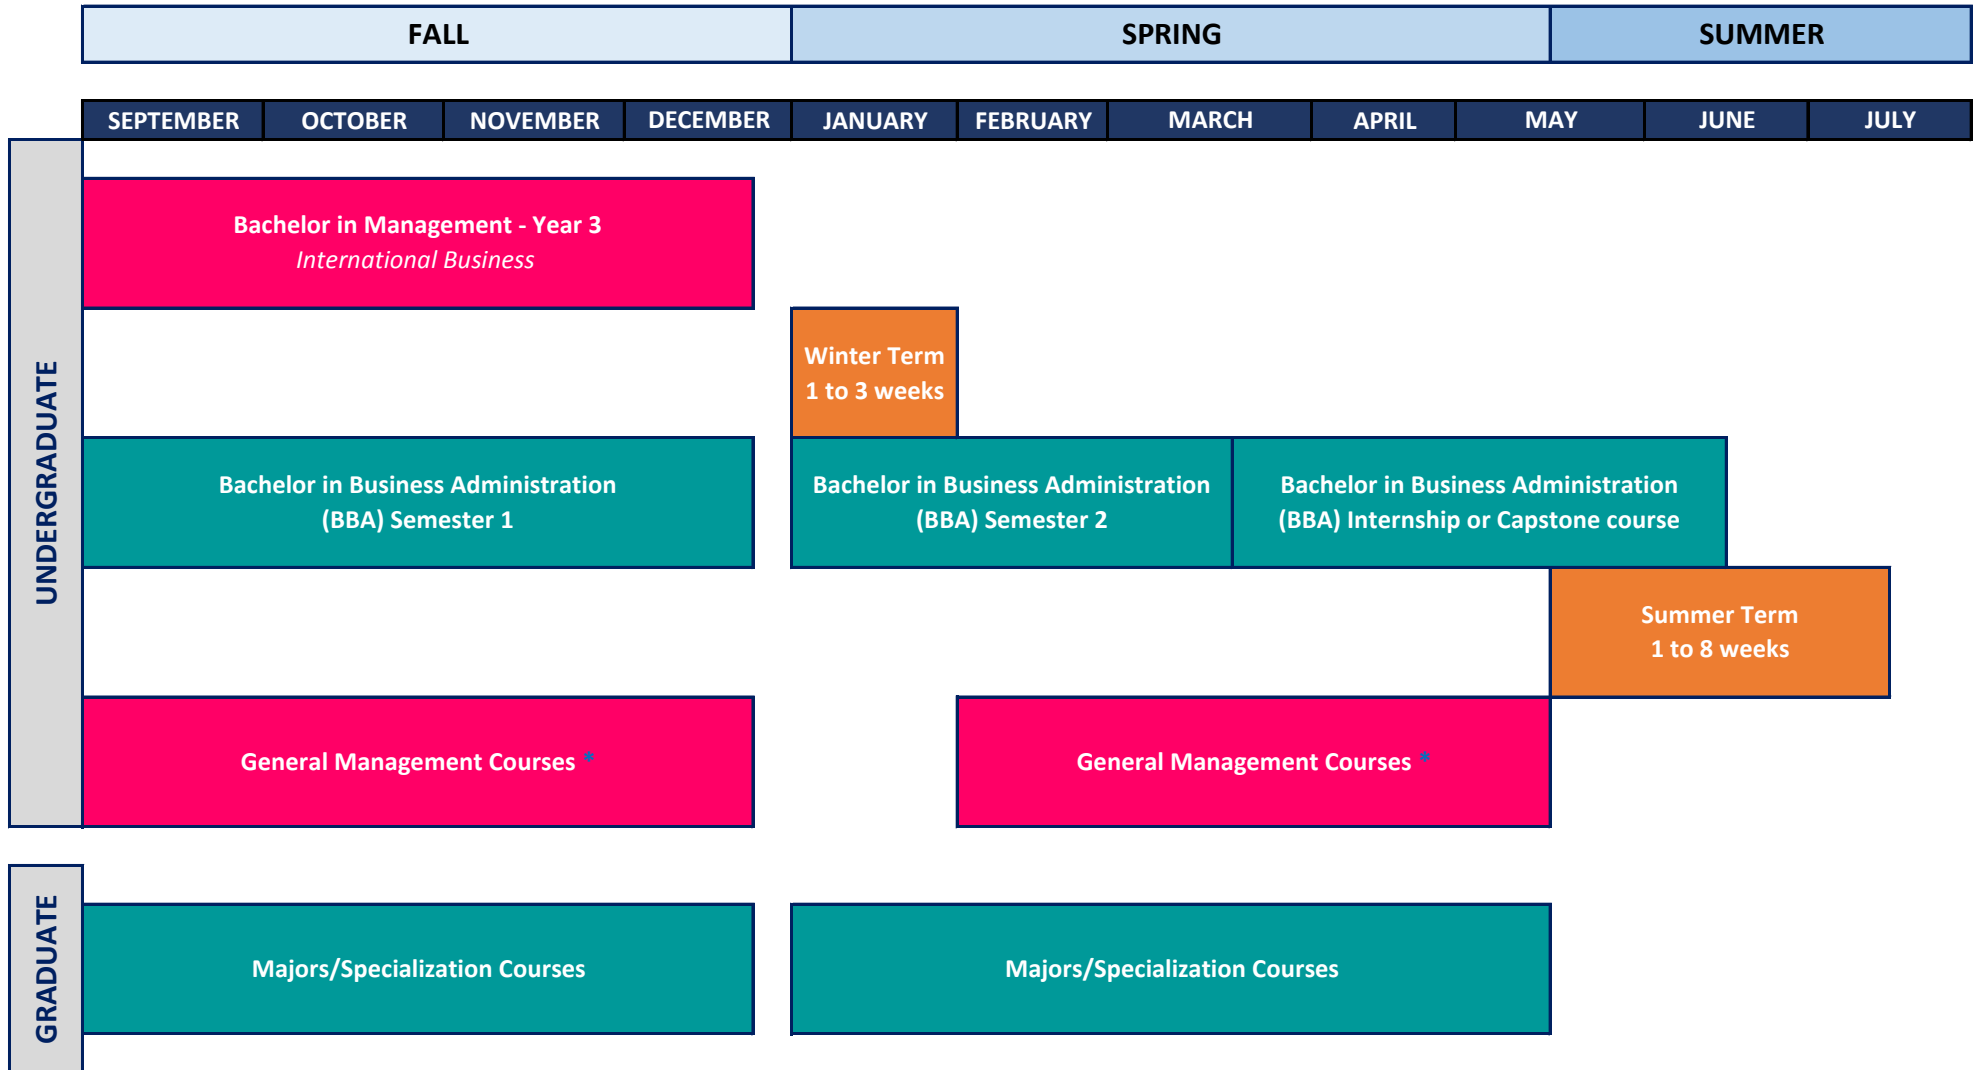 FALL SPRING SUMMER
SEPTEMBER OCTOBER NOVEMBER DECEMBER JANUARY FEBRUARY MARCH APRIL MAY JUNE JULY
UNDERGRADUATE
Bachelor in Management - Year 3
International Business
Winter Term
1 to 3 weeks
Bachelor in Business Administration
(BBA) Semester 1
Bachelor in Business Administration
(BBA) Semester 2
Bachelor in Business Administration
(BBA) Internship or Capstone course
Summer Term
1 to 8 weeks
General Management Courses *
General Management Courses *
GRADUATE
Majors/Specialization Courses
Majors/Specialization Courses